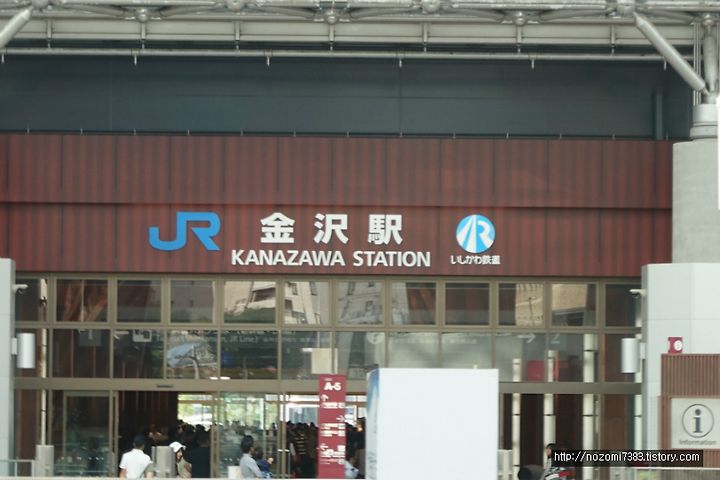 JR
金沢駅
KANAZAWA STATION
いしかわ鉄道
A-5
i
Information
http://nozomi7383.tistory.com